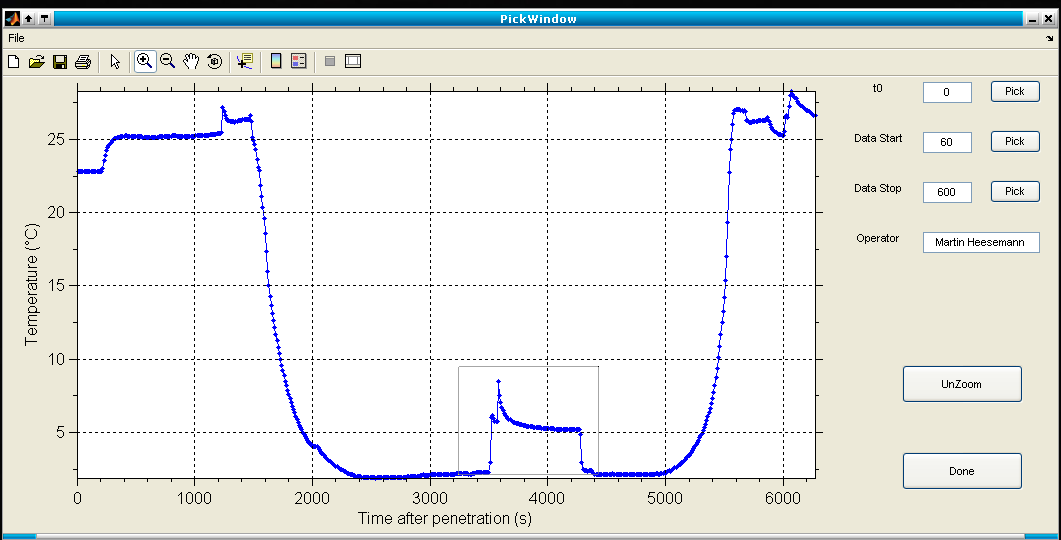 PickWindow
File
t0
0
Pick
Data Start
60
Pick
Data Stop
600
Pick
Operator
Martin Heesemann
UnZoom
Done
Temperature (°C)
25
20
15
10
5
0
1000
2000
3000
4000
5000
6000
Time after penetration (s)